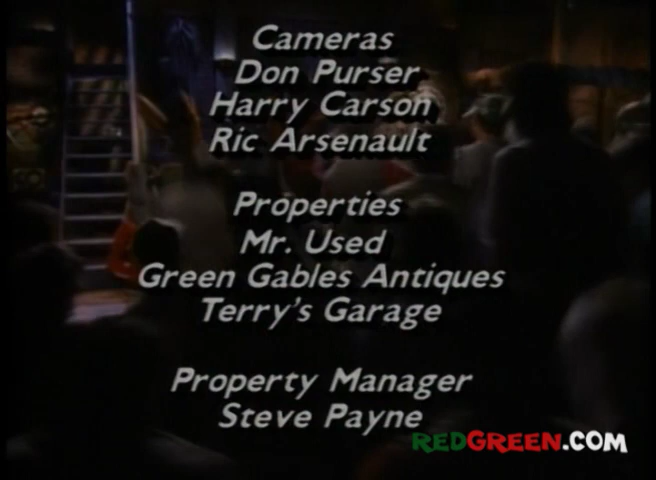 Cameras
Don Purser
Harry Carson
Ric Arsenault
Properties
Mr. Used
Green Gables Antiques
Terry's Garage
Property Manager
Steve Payne
REDGREEN.COM